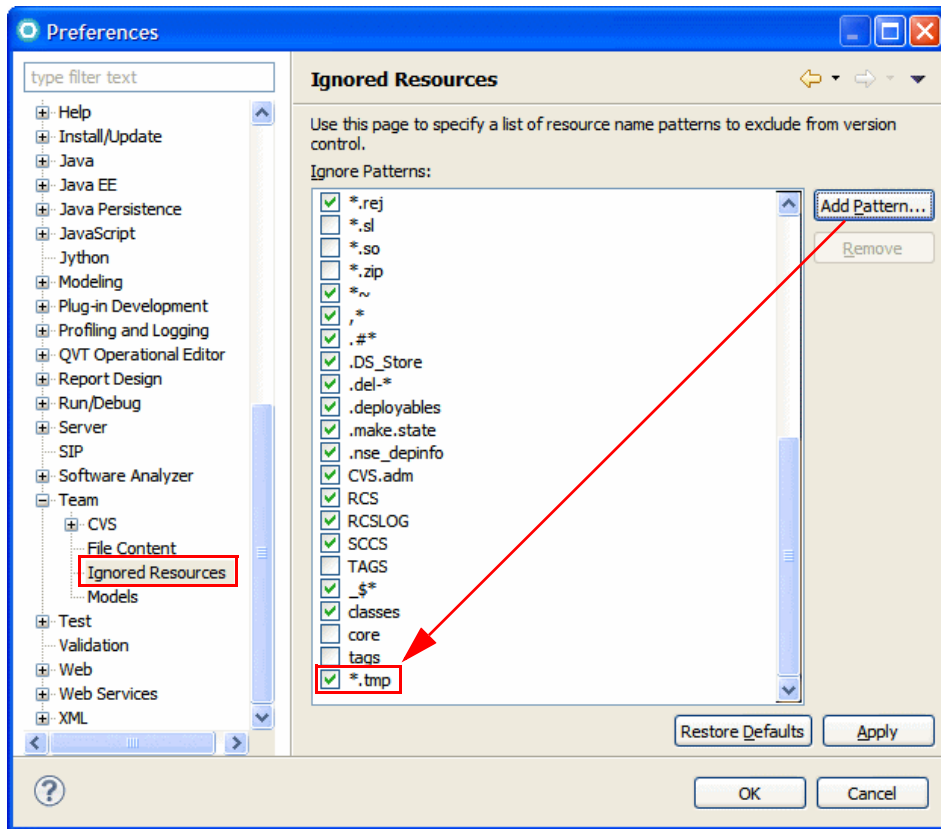 Preferences
type filter text
Help
Install/Update
Java
Java EE
Java Persistence
JavaScript
Jython
Modeling
Plug-in Development
Profiling and Logging
QVT Operational Editor
Report Design
Run/Debug
Server
SIP
Software Analyzer
Team
CVS
File Content
Ignored Resources
Models
Test
Validation
Web
Web Services
XML
Ignored Resources
Use this page to specify a list of resource name patterns to exclude from version
control.
Ignore Patterns:
*.rej
*.sl
*.so
*.zip
*~
,*
.#*
.DS_Store
.del-*
.deployables
.make.state
.nse_depinfo
CVS.adm
RCS
RCSLOG
SCCS
TAGS
_$*
classes
core
tags
*.tmp
Add Pattern...
Remove
Restore Defaults
Apply
?
OK
Cancel